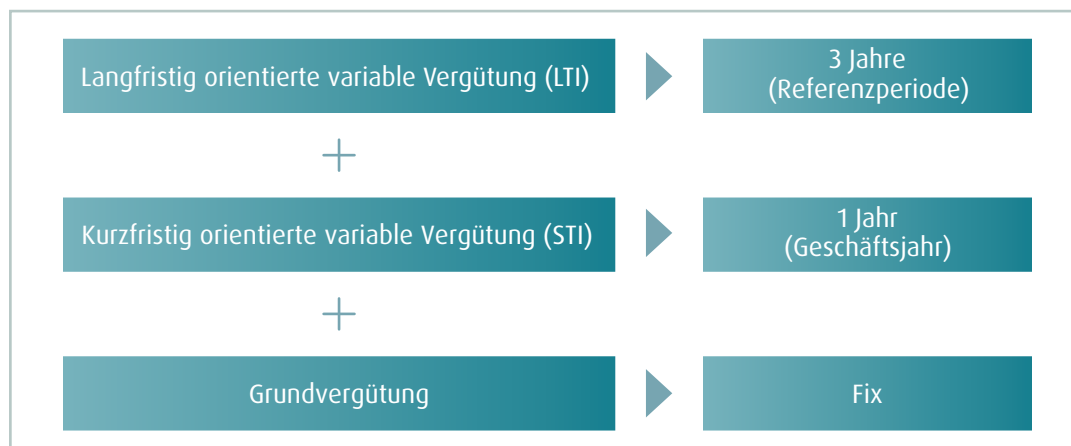 Langfristig orientierte variable Vergütung (LTI)
3 Jahre
(Referenzperiode)
+
Kurzfristig orientierte variable Vergütung (STI)
1 Jahr
(Geschäftsjahr)
+
Grundvergütung
Fix